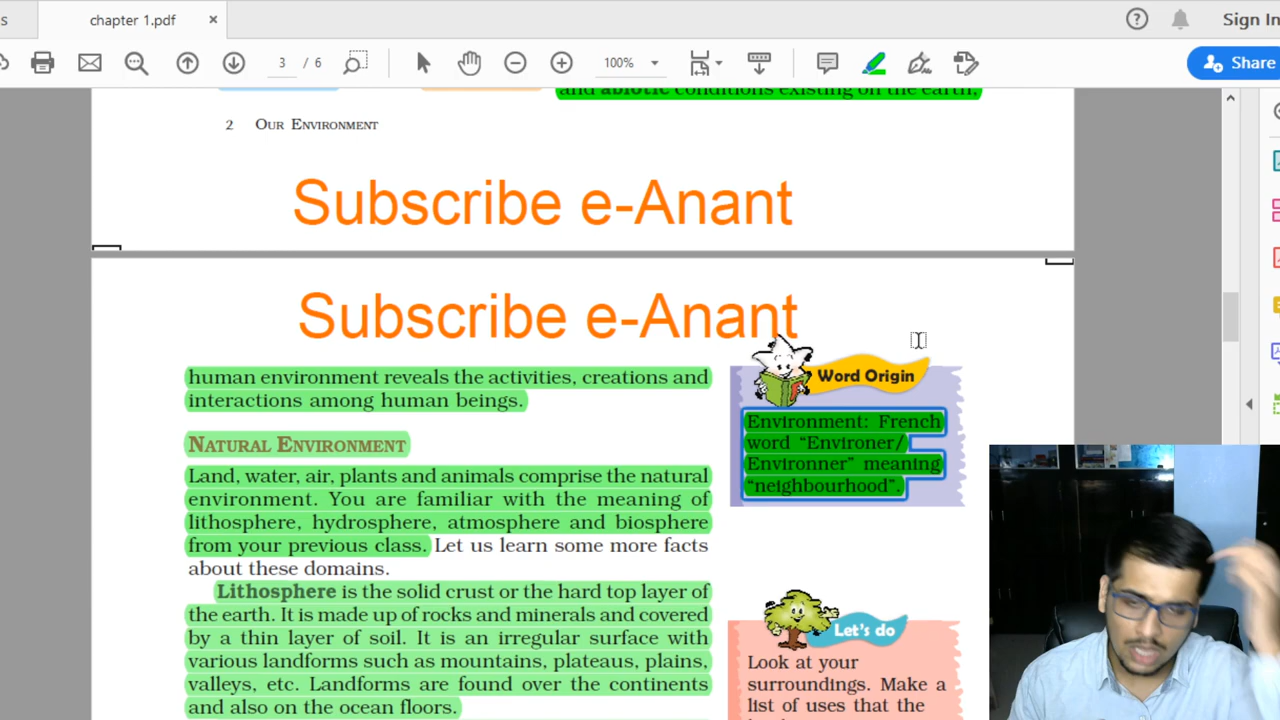 s
chapter 1.pdf
×
Sign In
3 / 6
100%
Share
and abiotic conditions existing on the earth,
2 OUR ENVIRONMENT
Subscribe e-Anant
Subscribe e-Anant
human environment reveals the activities, creations and
interactions among human beings.
NATURAL ENVIRONMENT
Land, water, air, plants and animals comprise the natural
environment. You are familiar with the meaning of
lithosphere, hydrosphere, atmosphere and biosphere
from your previous class. Let us learn some more facts
about these domains.
Lithosphere is the solid crust or the hard top layer of
the earth. It is made up of rocks and minerals and covered
by a thin layer of soil. It is an irregular surface with
various landforms such as mountains, plateaus, plains,
valleys, etc. Landforms are found over the continents
and also on the ocean floors.
Word Origin
Environment: French
word “Environer/
Environner” meaning
“neighbourhood”.
Let's do
Look at your
surroundings. Make a
list of uses that the